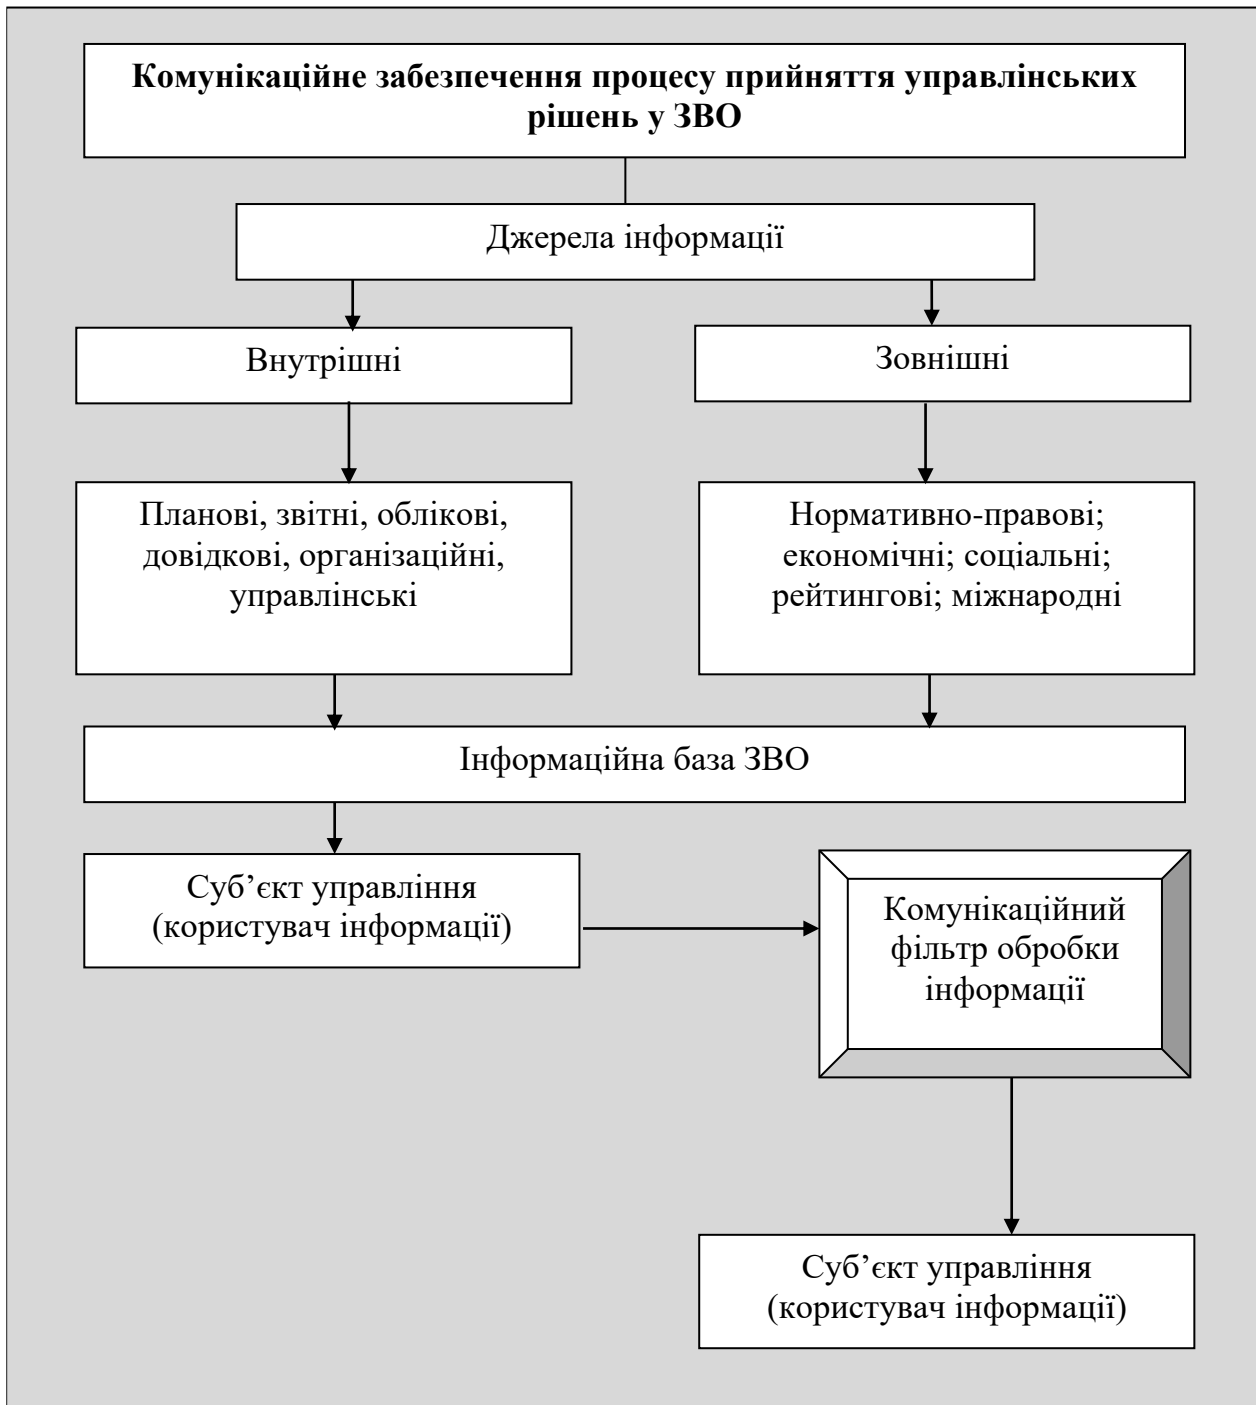 Комунікаційне забезпечення процесу прийняття управлінських
рішень у ЗВО
Джерела інформації
Внутрішні
Зовнішні
Планові, звітні, облікові,
довідкові, організаційні,
управлінські
Нормативно-правові;
економічні; соціальні;
рейтингові; міжнародні
Інформаційна база ЗВО
Суб’єкт управління
(користувач інформації)
Комунікаційний
фільтр обробки
інформації
Суб’єкт управління
(користувач інформації)